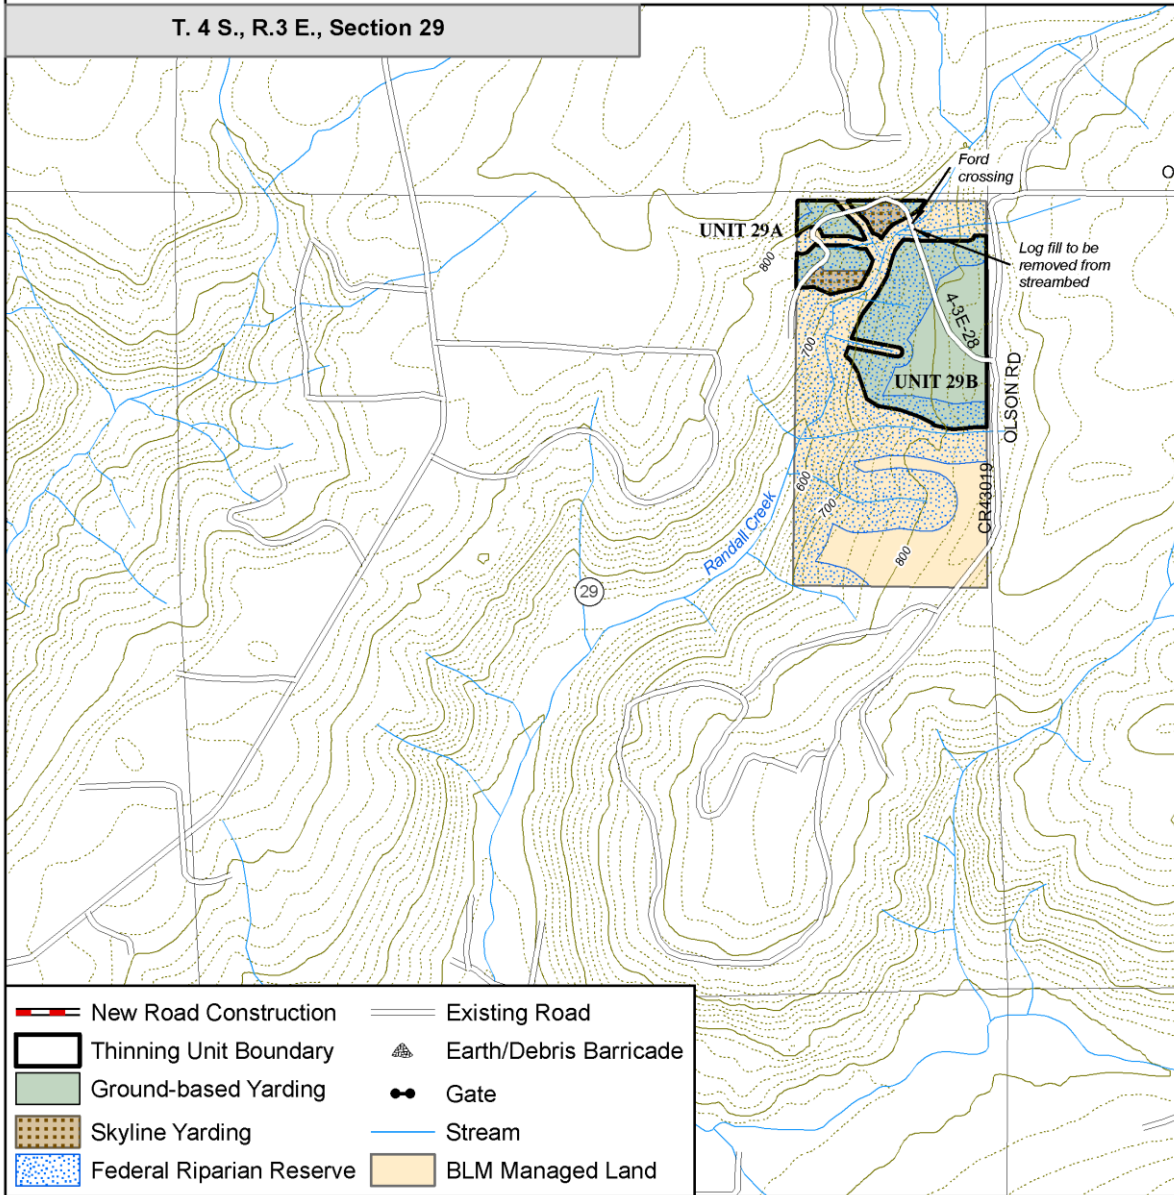 T. 4 S., R.3 E., Section 29
Ford
crossing
O
UNIT 29A
800
Log fill to be
removed from
streambed
4-3E-28
700
UNIT 29B
OLSON RD
600
700
CR43019
Randall Creek
800
29
New Road Construction
Existing Road
Thinning Unit Boundary
Earth/Debris Barricade
Ground-based Yarding
Gate
Skyline Yarding
Stream
Federal Riparian Reserve
BLM Managed Land